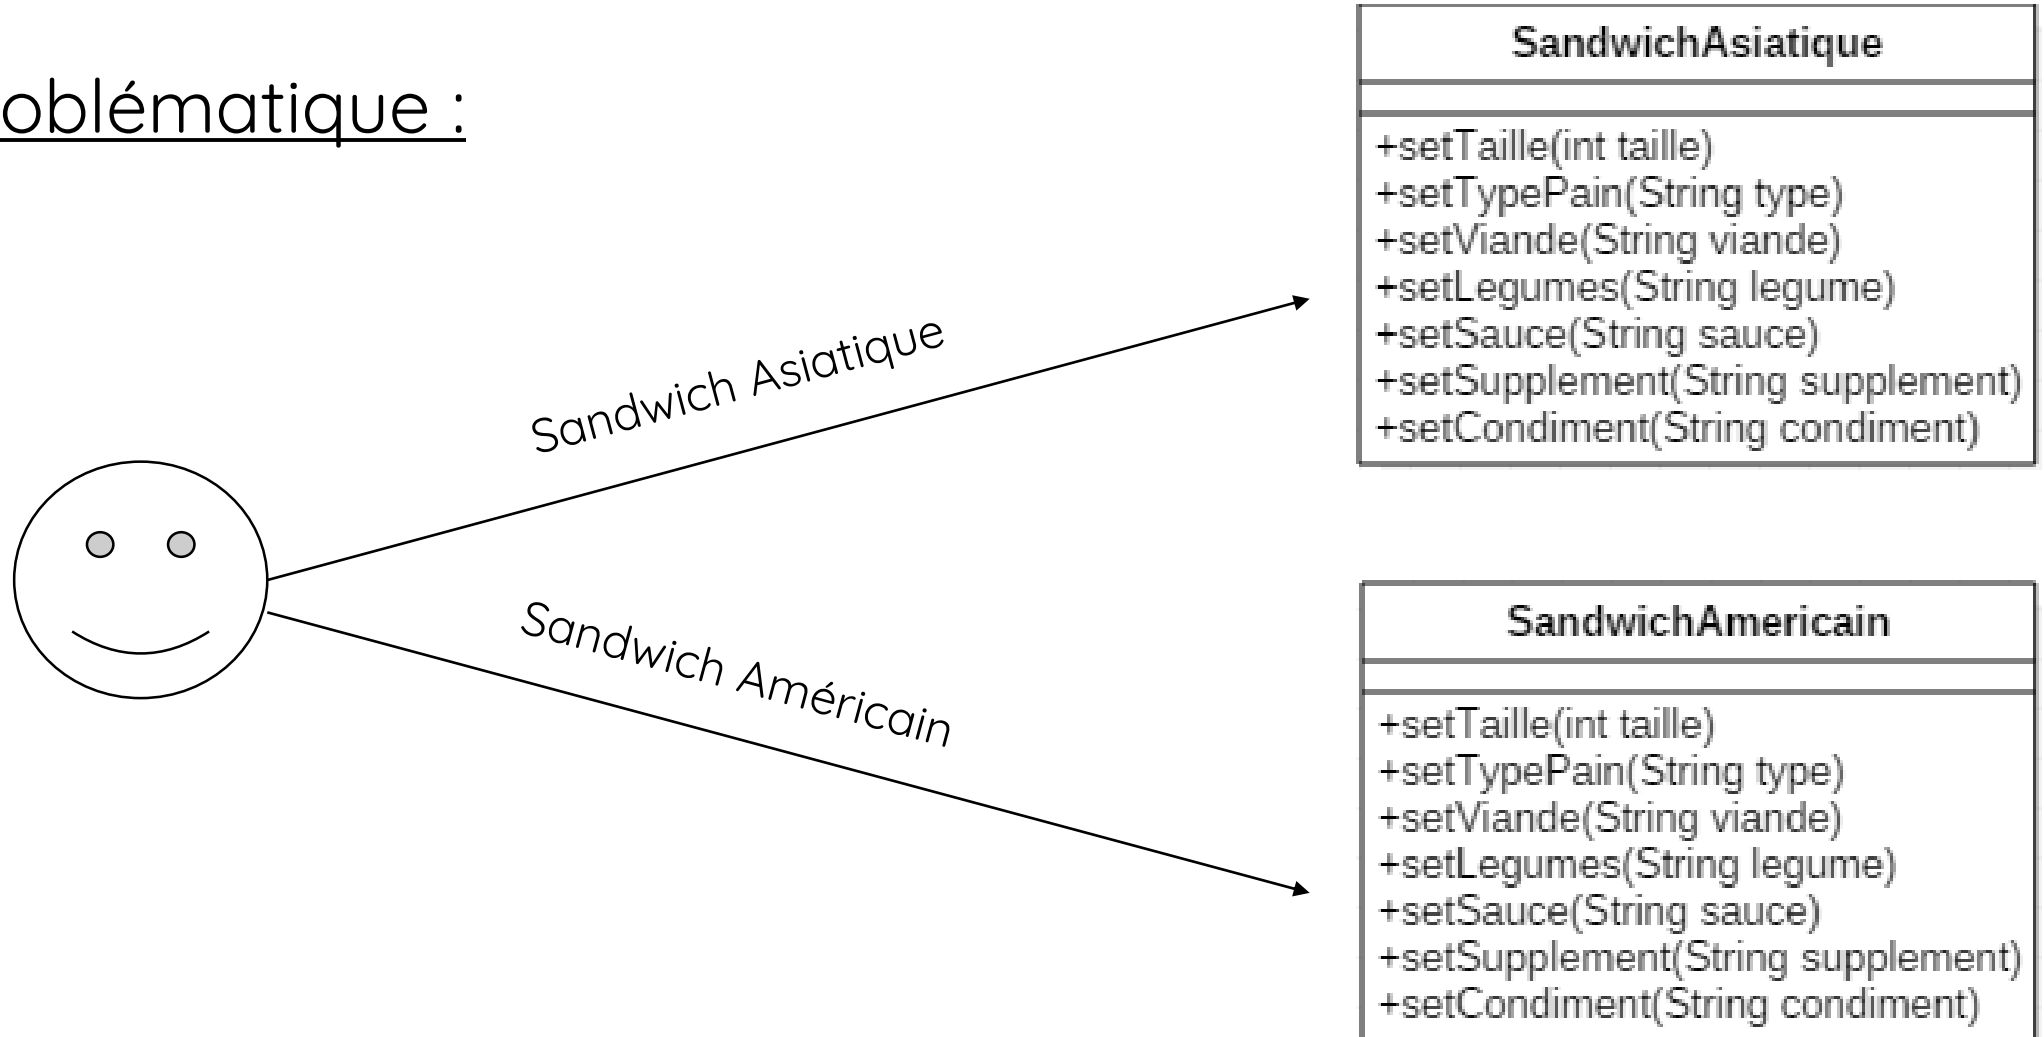 oblématique :
Sandwich Asiatique
Sandwich Américain
SandwichAsiatique
+setTaille(int taille)
+setTypePain(String type)
+setViande(String viande)
+setLegumes(String legume)
+setSauce(String sauce)
+setSupplement(String supplement)
+setCondiment(String condiment)
SandwichAmericain
+setTaille(int taille)
+setTypePain(String type)
+setViande(String viande)
+setLegumes(String legume)
+setSauce(String sauce)
+setSupplement(String supplement)
+setCondiment(String condiment)